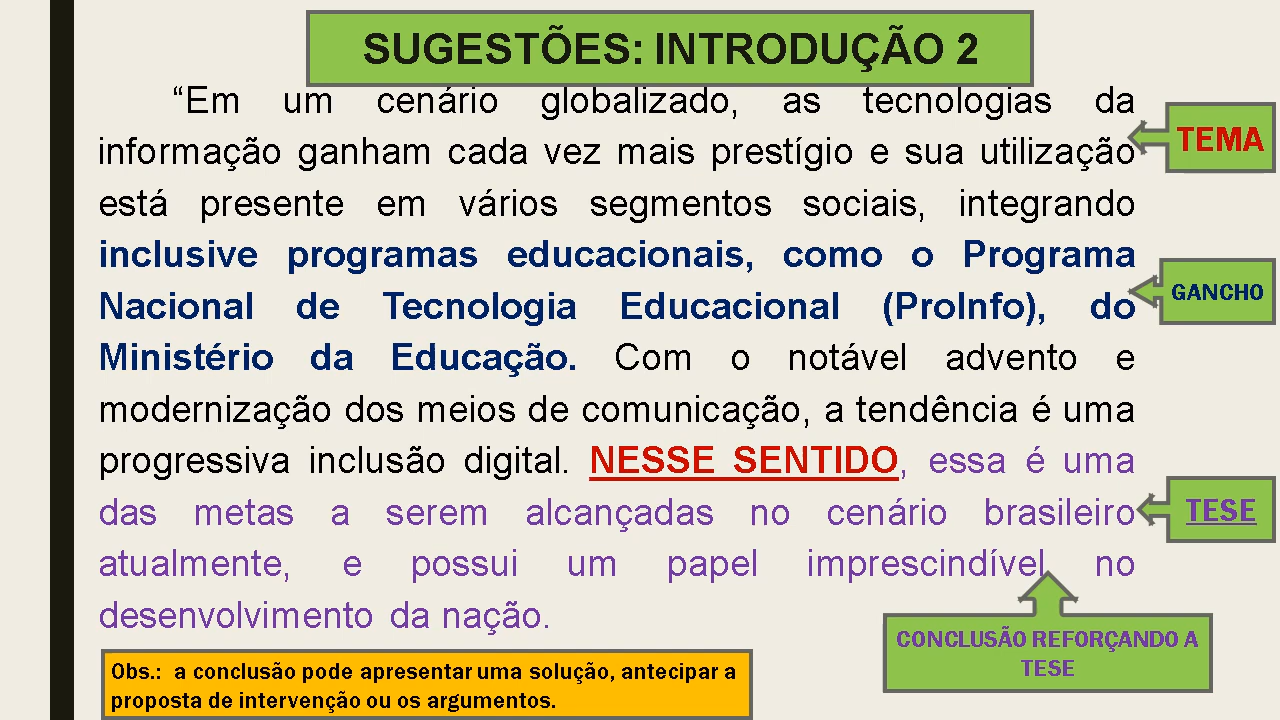 SUGESTÕES: INTRODUÇÃO 2
“Em um cenário globalizado, as tecnologias da
informação ganham cada vez mais prestígio e sua utilização
está presente em vários segmentos sociais, integrando
inclusive programas educacionais, como o Programa
Nacional de Tecnologia Educacional (ProInfo), do
Ministério da Educação. Com o notável advento e
modernização dos meios de comunicação, a tendência é uma
progressiva inclusão digital. NESSE SENTIDO, essa é uma
das metas a serem alcançadas no cenário brasileiro
atualmente, e possui um papel imprescindível no
desenvolvimento da nação.
TEMA
GANCHO
TESE
CONCLUSÃO REFORÇANDO A
TESE
Obs.: a conclusão pode apresentar uma solução, antecipar a
proposta de intervenção ou os argumentos.